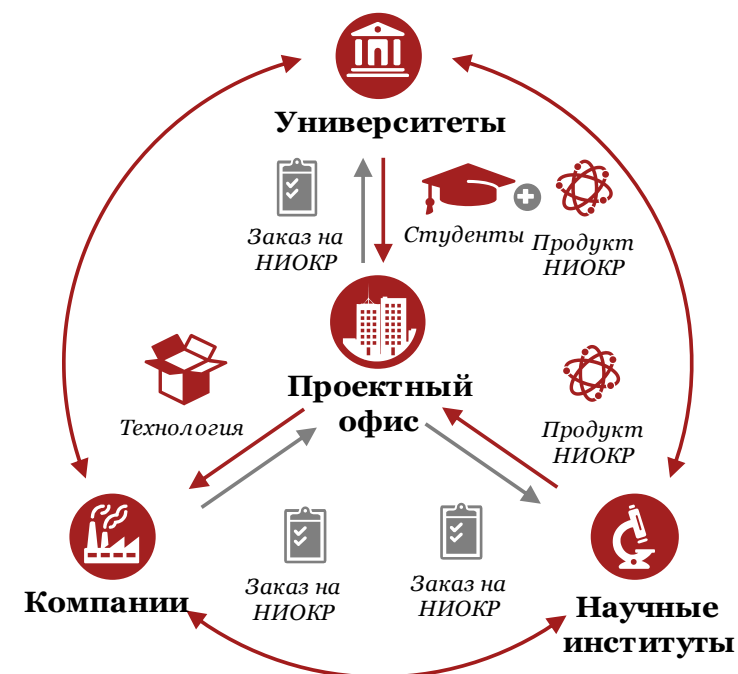 Университеты
Заказ на
НИОКР
Студенты
Продукт
НИОКР
Проектный
офис
Технология
Продукт
НИОКР
Компании
Заказ на
НИОКР
Заказ на
НИОКР
Научные
институты